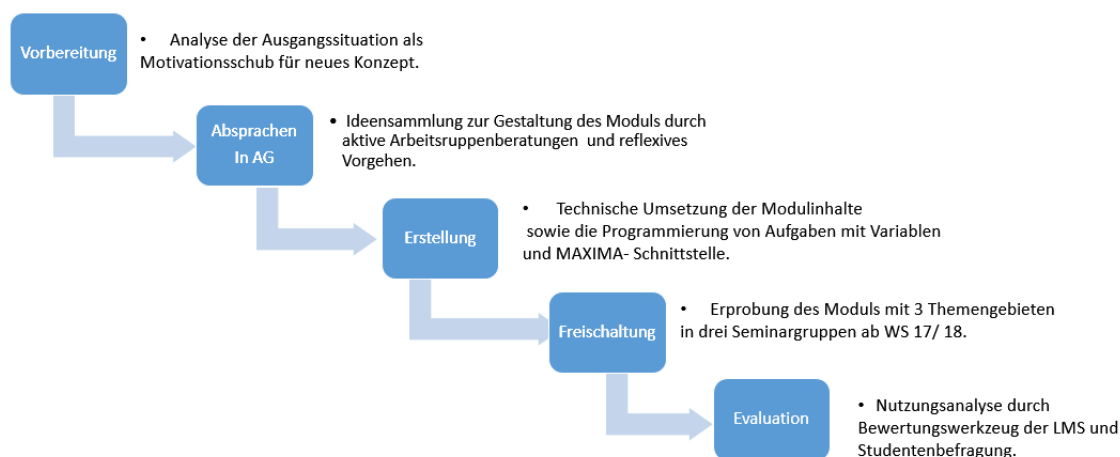 Vorbereitung
• Analyse der Ausgangssituation als
Motivationsschub für neues Konzept.
Absprachen
In AG
• Ideensammlung zur Gestaltung des Moduls durch
aktive Arbeitsruppenberatungen und reflexives
Vorgehen.
Erstellung
• Technische Umsetzung der Modulinhalte
sowie die Programmierung von Aufgaben mit Variablen
und MAXIMA- Schnittstelle.
Freischaltung
• Erprobung des Moduls mit 3 Themengebieten
in drei Seminargruppen ab WS 17/ 18.
Evaluation
• Nutzungsanalyse durch
Bewertungswerkzeug der LMS und
Studentenbefragung.